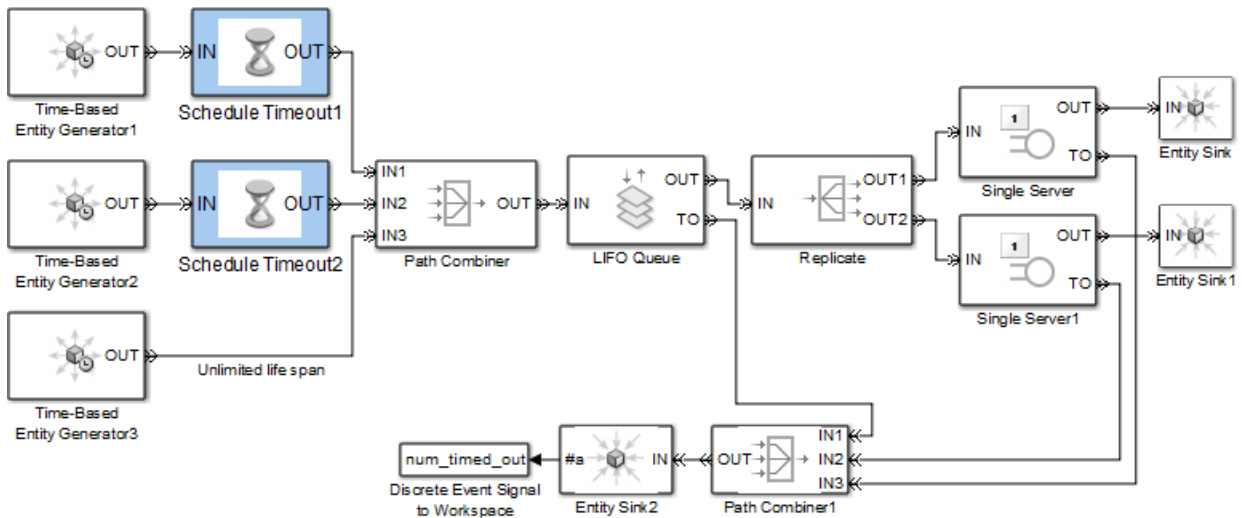 OUT
IN
OUT
Time-Based
Entity Generator1
Schedule Timeout1
OUT
IN
OUT
Time-Based
Entity Generator2
Schedule Timeout2
OUT
Unlimited life span
Time-Based
Entity Generator3
IN1
IN2
OUT
IN3
Path Combiner
IN
OUT
TO
LIFO Queue
IN
OUT1
OUT2
Replicate
IN
1
OUT
TO
Single Server
IN
Entity Sink
IN
1
OUT
TO
Single Server1
IN
Entity Sink1
num_timed_out
Discrete Event Signal
to Workspace
#a
IN
Entity Sink2
OUT
IN1
IN2
IN3
Path Combiner1